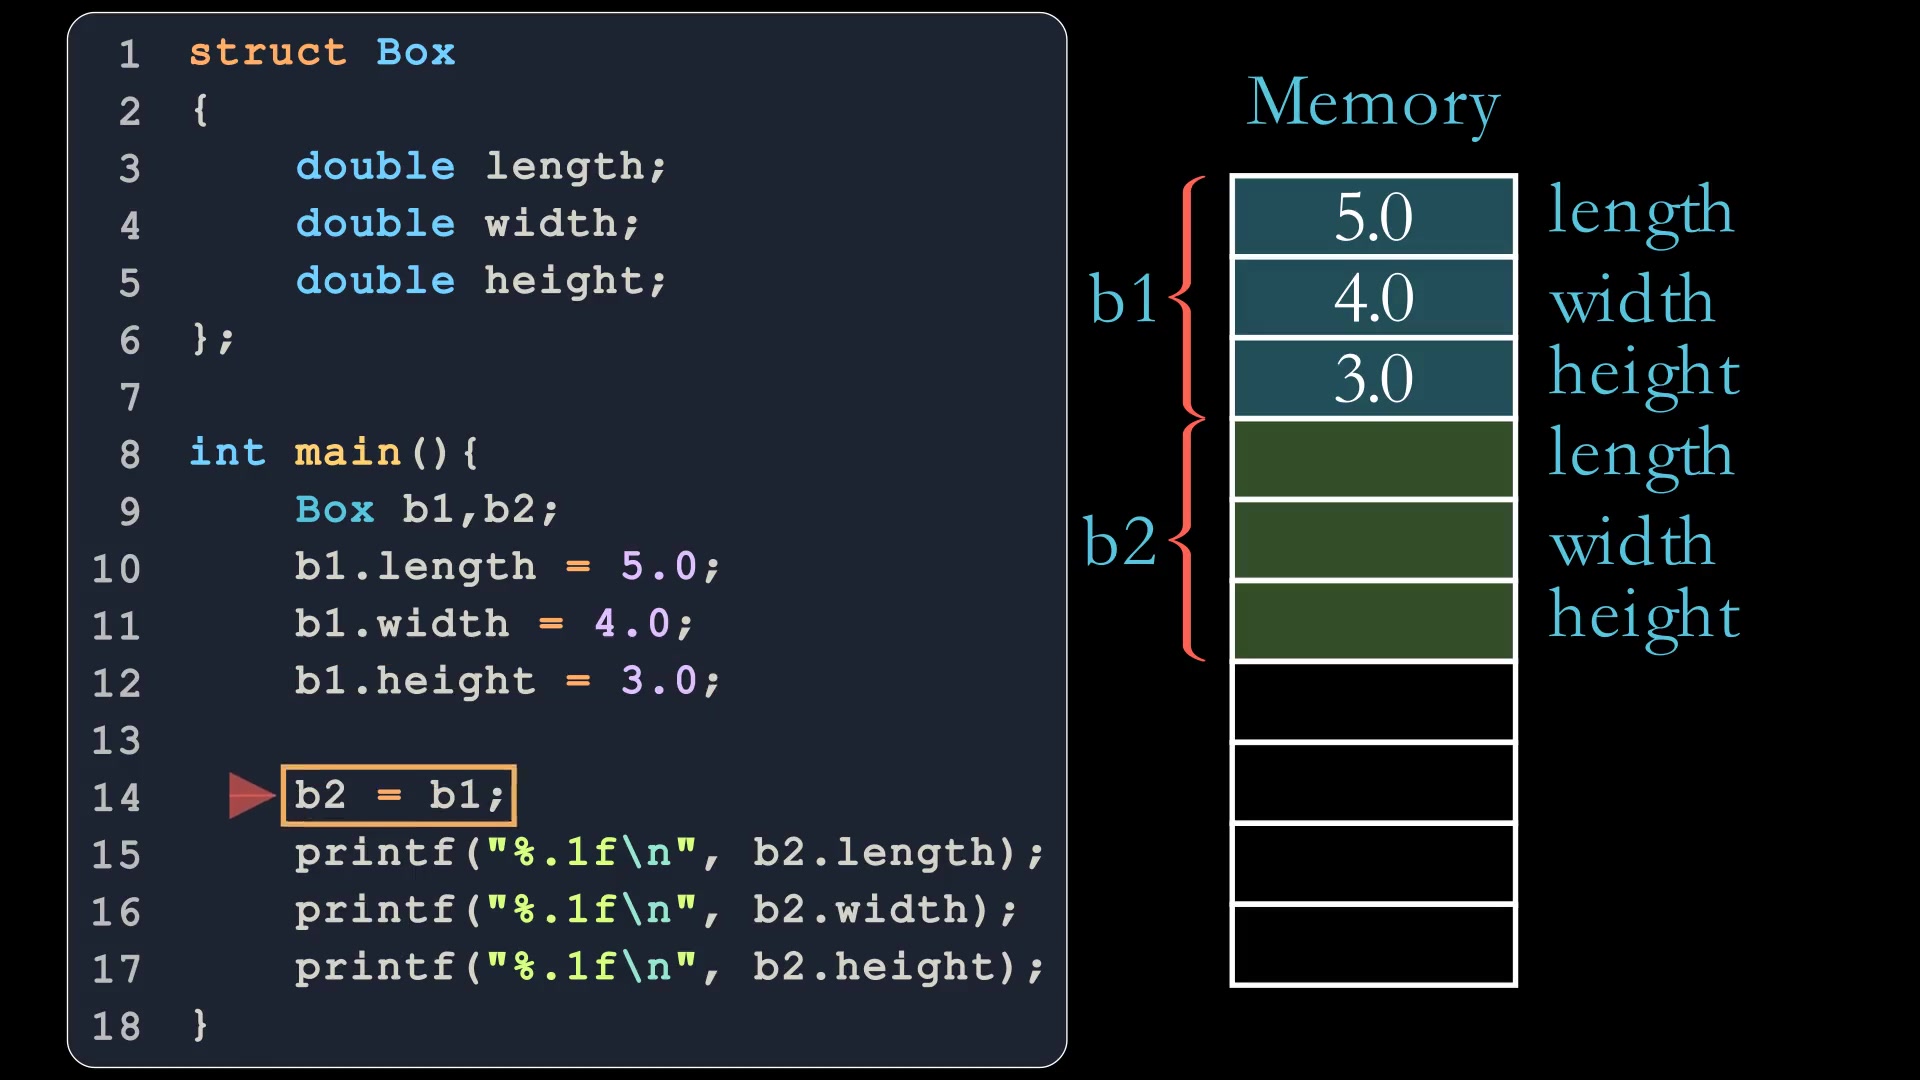 1 struct Box
2 {
3 double length;
4 double width;
5 double height;
6 };
7
8 int main(){
9 Box b1,b2;
10 b1.length = 5.0;
11 b1.width = 4.0;
12 b1.height = 3.0;
13
14 b2 = b1;
15 printf("%.1f\n", b2.length);
16 printf("%.1f\n", b2.width);
17 printf("%.1f\n", b2.height);
18 }
Memory
5.0 length
b1 4.0 width
3.0 height
length
b2 width
height